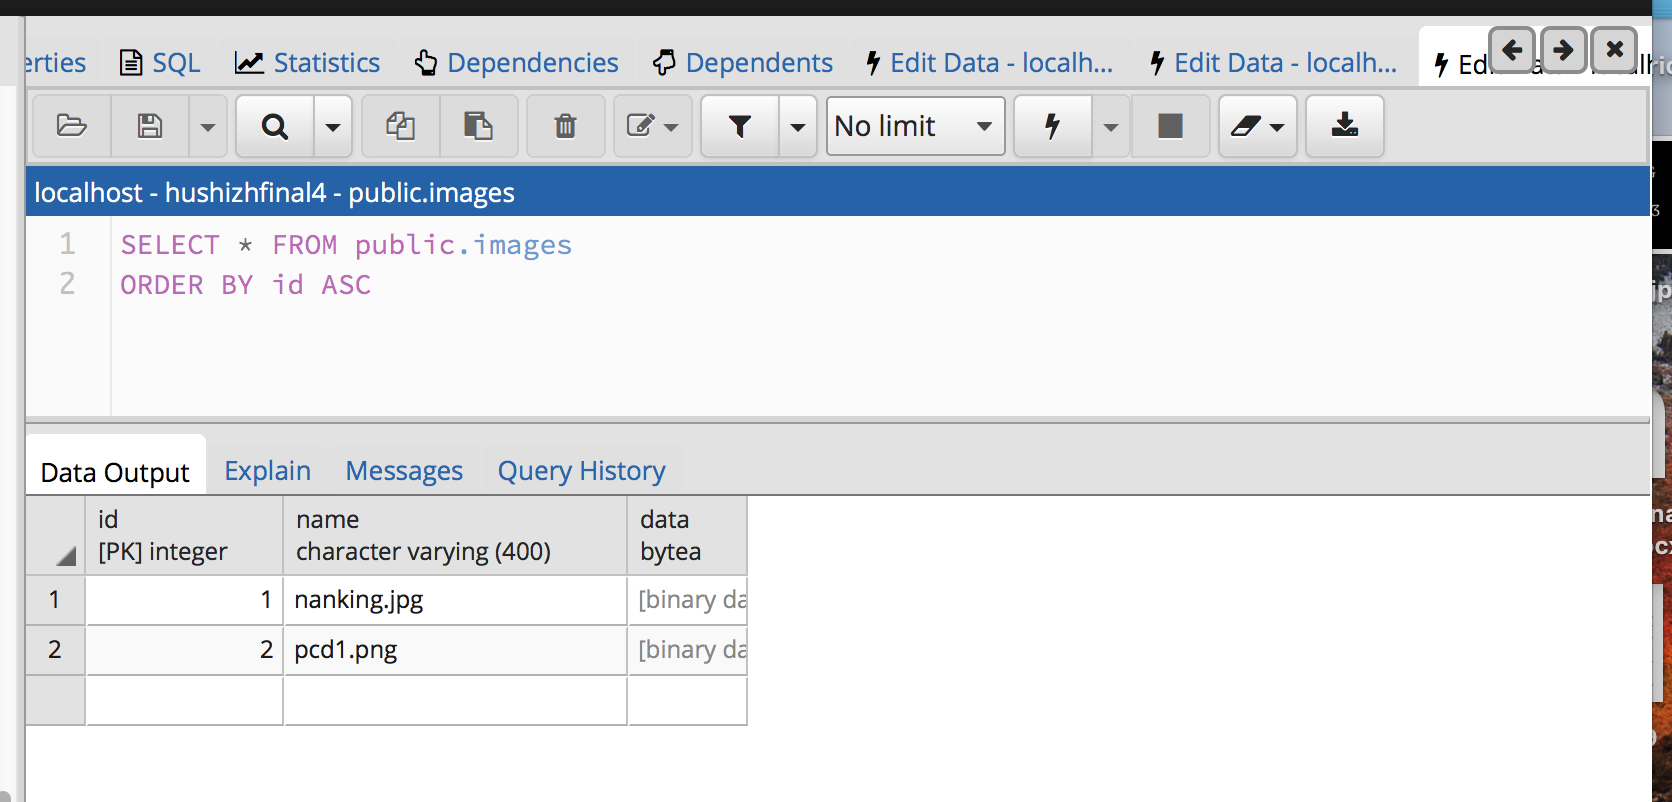 erties SQL Statistics Dependencies Dependents Edit Data - localh... Edit Data - localh...
No limit
localhost - hushizhfinal4 - public.images
1 SELECT * FROM public.images
2 ORDER BY id ASC
Data Output Explain Messages Query History
id name data
[PK] integer character varying (400) bytea
1 1 nanking.jpg [binary da
2 2 pcd1.png [binary da